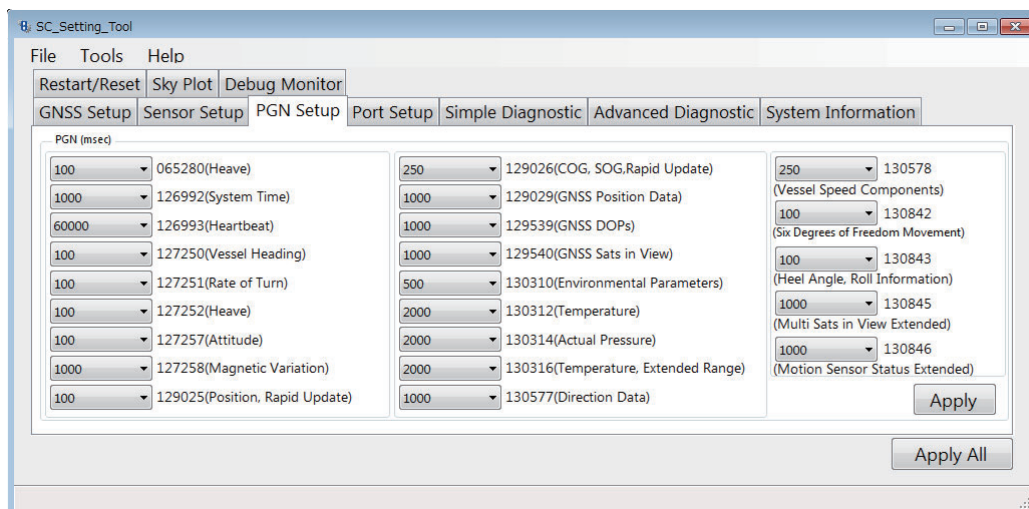 SC_Setting_Tool
File Tools Help
Restart/Reset Sky Plot Debug Monitor
GNSS Setup Sensor Setup PGN Setup Port Setup Simple Diagnostic Advanced Diagnostic System Information
PGN (msec)
100 065280(Heave)
1000 126992(System Time)
60000 126993(Heartbeat)
100 127250(Vessel Heading)
100 127251(Rate of Turn)
100 127252(Heave)
100 127257(Attitude)
1000 127258(Magnetic Variation)
100 129025(Position, Rapid Update)
250 129026(COG, SOG,Rapid Update)
1000 129029(GNSS Position Data)
1000 129539(GNSS DOPs)
1000 129540(GNSS Sats in View)
500 130310(Environmental Parameters)
2000 130312(Temperature)
2000 130314(Actual Pressure)
2000 130316(Temperature, Extended Range)
1000 130577(Direction Data)
250 130578
(Vessel Speed Components)
100 130842
(Six Degrees of Freedom Movement)
100 130843
(Heel Angle, Roll Information)
1000 130845
(Multi Sats in View Extended)
1000 130846
(Motion Sensor Status Extended)
Apply
Apply All